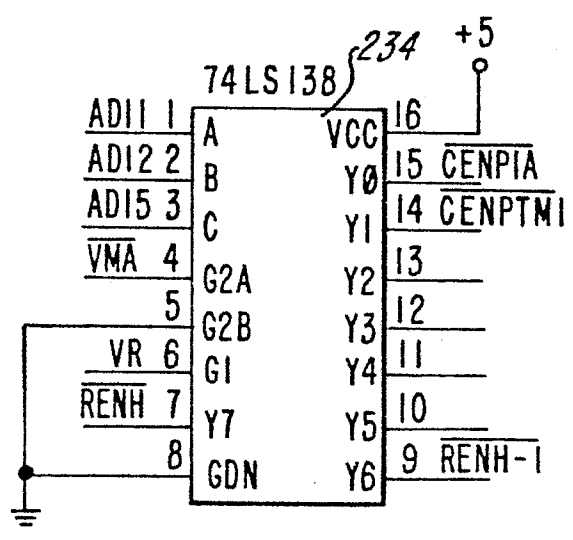 234
+5
74LS138
AD11 1 A VCC 16
AD12 2 B Y0 15 CENPIA
AD15 3 C Y1 14 CENPTM1
VMA 4 G2A Y2 13
5 G2B Y3 12
VR 6 G1 Y4 11
RENH 7 Y7 Y5 10
8 GDN Y6 9 RENH-1